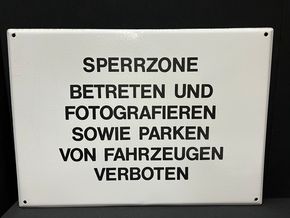 SPERRZONE
BETRETEN UND
FOTOGRAFIEREN
SOWIE PARKEN
VON FAHRZEUGEN
VERBOTEN